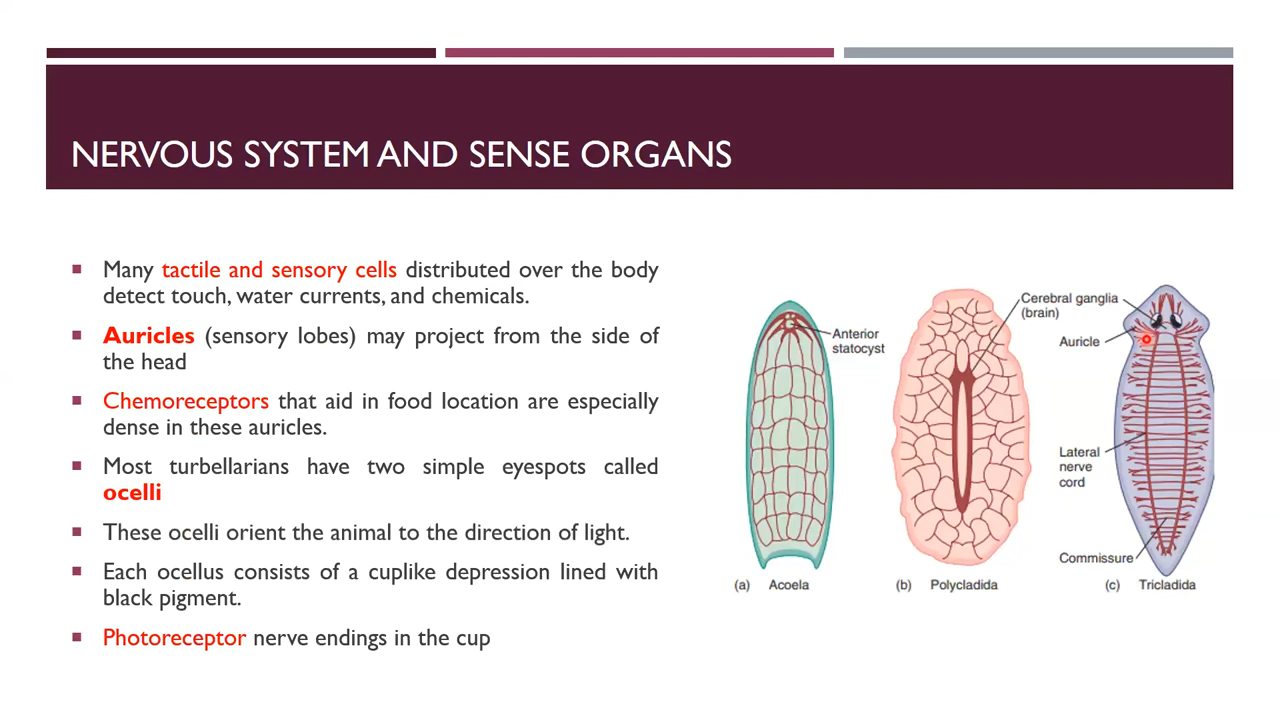 NERVOUS SYSTEM AND SENSE ORGANS
Many tactile and sensory cells distributed over the body
detect touch, water currents, and chemicals.
Auricles (sensory lobes) may project from the side of
the head
Chemoreceptors that aid in food location are especially
dense in these auricles.
Most turbellarians have two simple eyespots called
ocelli
These ocelli orient the animal to the direction of light.
Each ocellus consists of a cuplike depression lined with
black pigment.
Photoreceptor nerve endings in the cup
Anterior
statocyst
(a) Acoela
(b) Polycladida
Cerebral ganglia
(brain)
Auricle
Lateral
nerve
cord
Commissure
(c) Tricladida